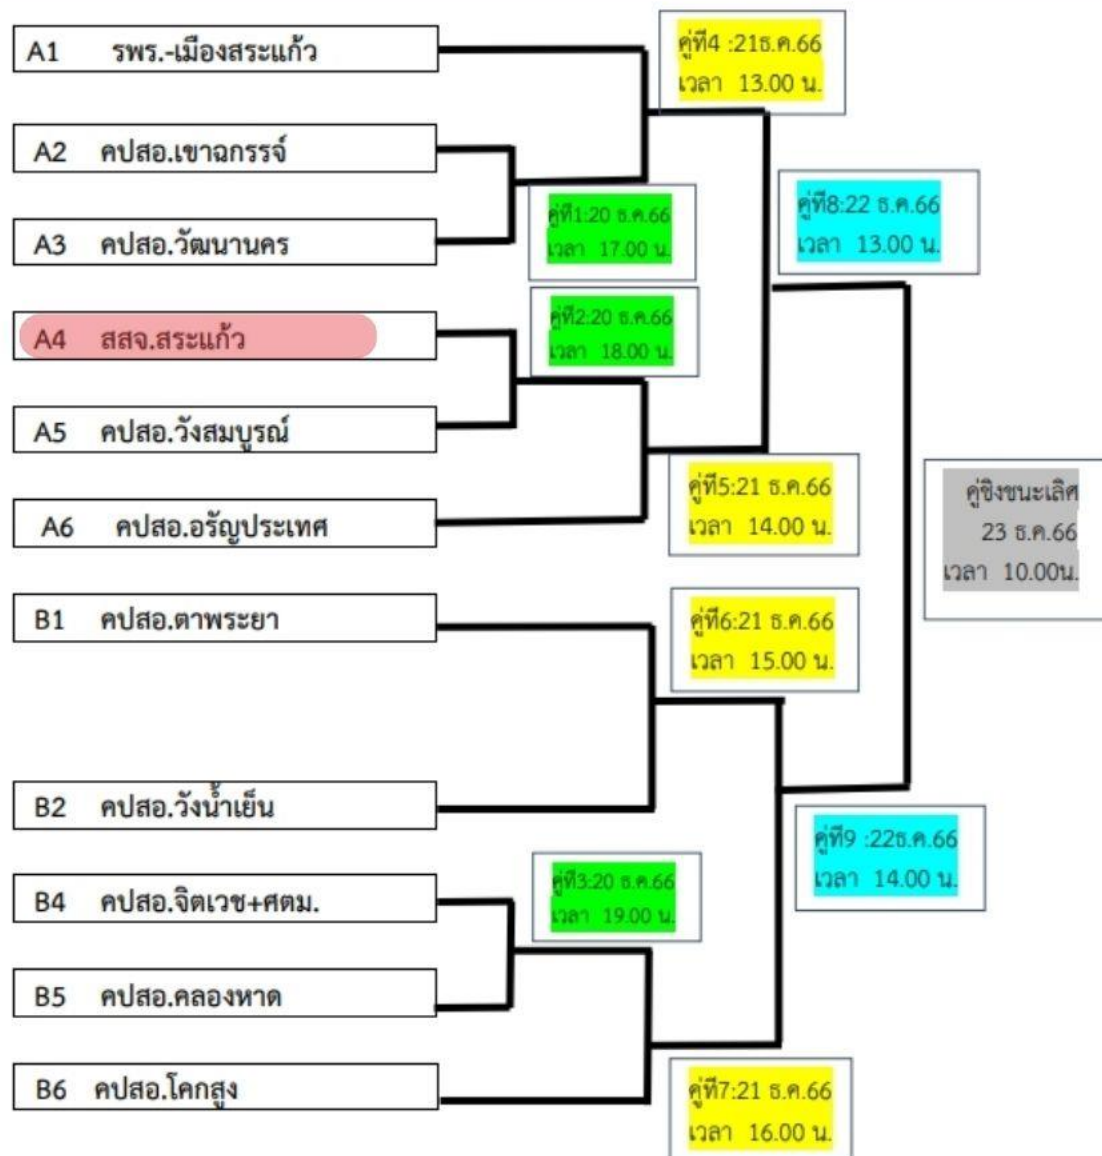 A1 รพร.-เมืองสระแก้ว
คู่ที่4 :21ธ.ค.66
เวลา 13.00 น.
A2 คปสอ.เขาฉกรรจ์
คู่ที่1:20 ธ.ค.66
เวลา 17.00 น.
คู่ที่8:22 ธ.ค.66
เวลา 13.00 น.
A3 คปสอ.วัฒนานคร
A4 สสจ.สระแก้ว
คู่ที่2:20 ธ.ค.66
เวลา 18.00 น.
A5 คปสอ.วังสมบูรณ์
คู่ที่5:21 ธ.ค.66
เวลา 14.00 น.
คู่ชิงชนะเลิศ
23 ธ.ค.66
เวลา 10.00น.
A6 คปสอ.อรัญประเทศ
B1 คปสอ.ตาพระยา
คู่ที่6:21 ธ.ค.66
เวลา 15.00 น.
B2 คปสอ.วังน้ำเย็น
คู่ที่9 :22ธ.ค.66
เวลา 14.00 น.
B4 คปสอ.จิตเวช+ศตม.
คู่ที่3:20 ธ.ค.66
เวลา 19.00 น.
B5 คปสอ.คลองหาด
B6 คปสอ.โคกสูง
คู่ที่7:21 ธ.ค.66
เวลา 16.00 น.